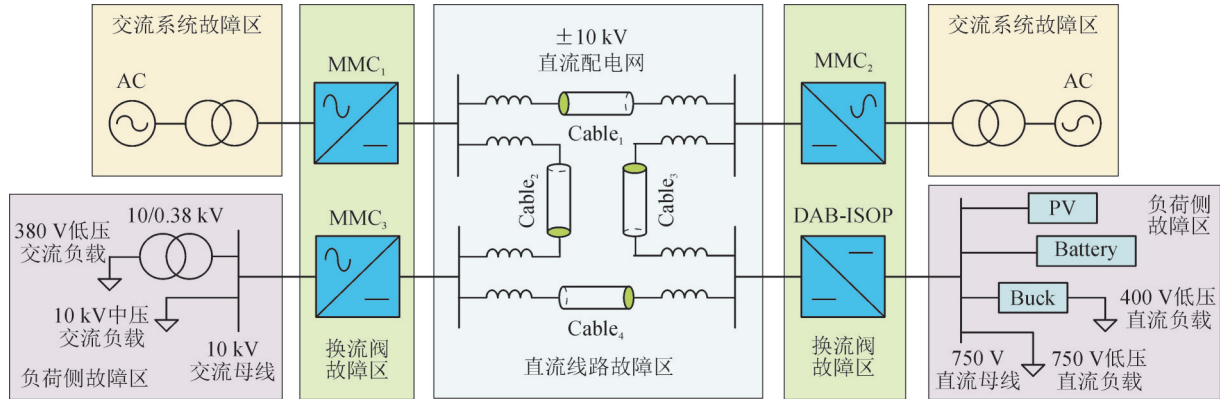 交流系统故障区
AC
MMC₁
±10 kV
直流配电网
Cable₁
Cable₂
Cable₃
Cable₄
直流线路故障区
MMC₂
交流系统故障区
AC
10/0.38 kV
380 V低压
交流负载
10 kV中压
交流负载
10 kV
交流母线
负荷侧故障区
MMC₃
换流阀
故障区
DAB-ISOP
换流阀
故障区
PV
Battery
Buck
负荷侧
故障区
400 V低压
直流负载
750 V
直流母线
750 V低压
直流负载